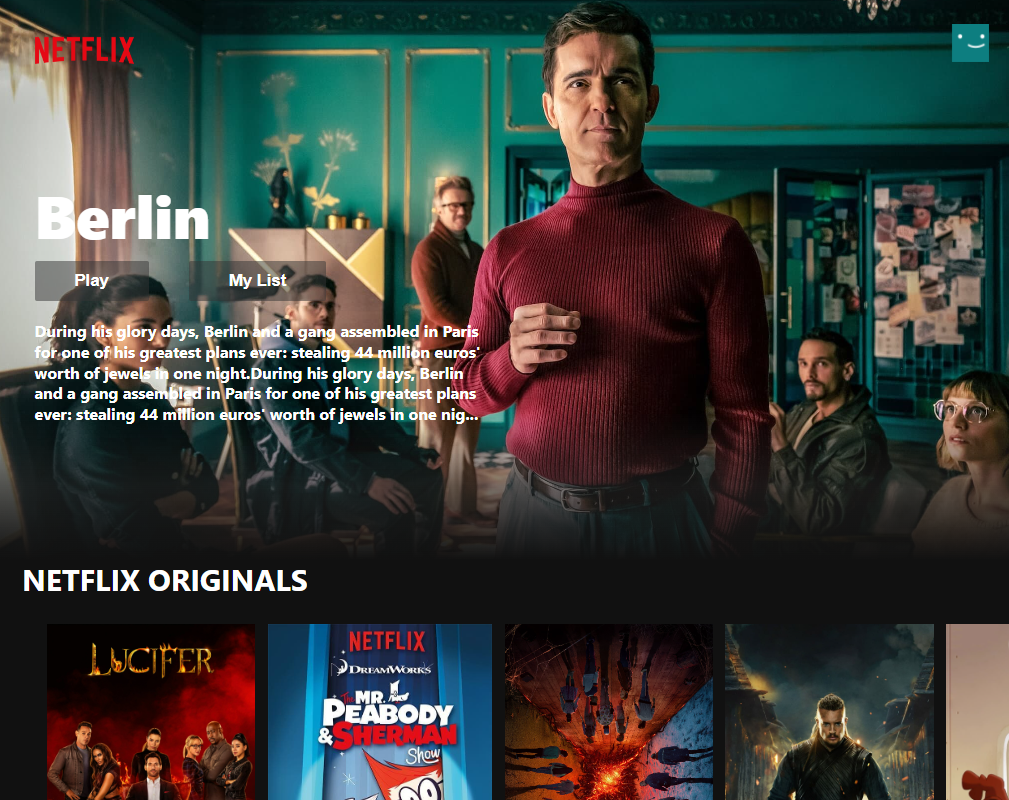 NETFLIX
Berlin
Play
My List
During his glory days, Berlin and a gang assembled in Paris
for one of his greatest plans ever: stealing 44 million euros'
worth of jewels in one night.During his glory days, Berlin
and a gang assembled in Paris for one of his greatest plans
ever: stealing 44 million euros' worth of jewels in one nig...
NETFLIX ORIGINALS
LUCIFER
NETFLIX
DREAMWORKS
The
MR.
PEABODY
& SHERMAN
Show